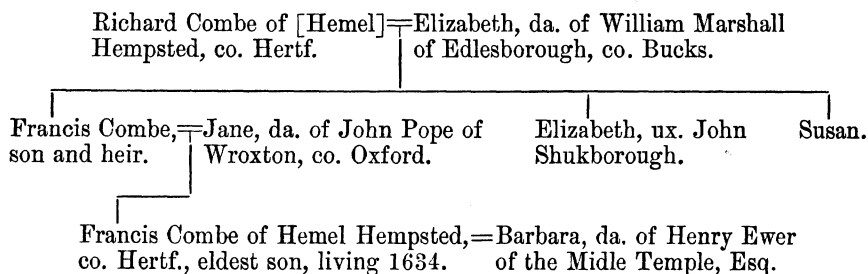 Richard Combe of [Hemel]=Elizabeth, da. of William Marshall
Hempsted, co. Hertf. of Edlesborough, co. Bucks.
Francis Combe,=Jane, da. of John Pope of Elizabeth, ux. John Susan.
son and heir. Wroxton, co. Oxford. Shukborough.
Francis Combe of Hemel Hempsted,=Barbara, da. of Henry Ewer
co. Hertf., eldest son, living 1634. of the Midle Temple, Esq.